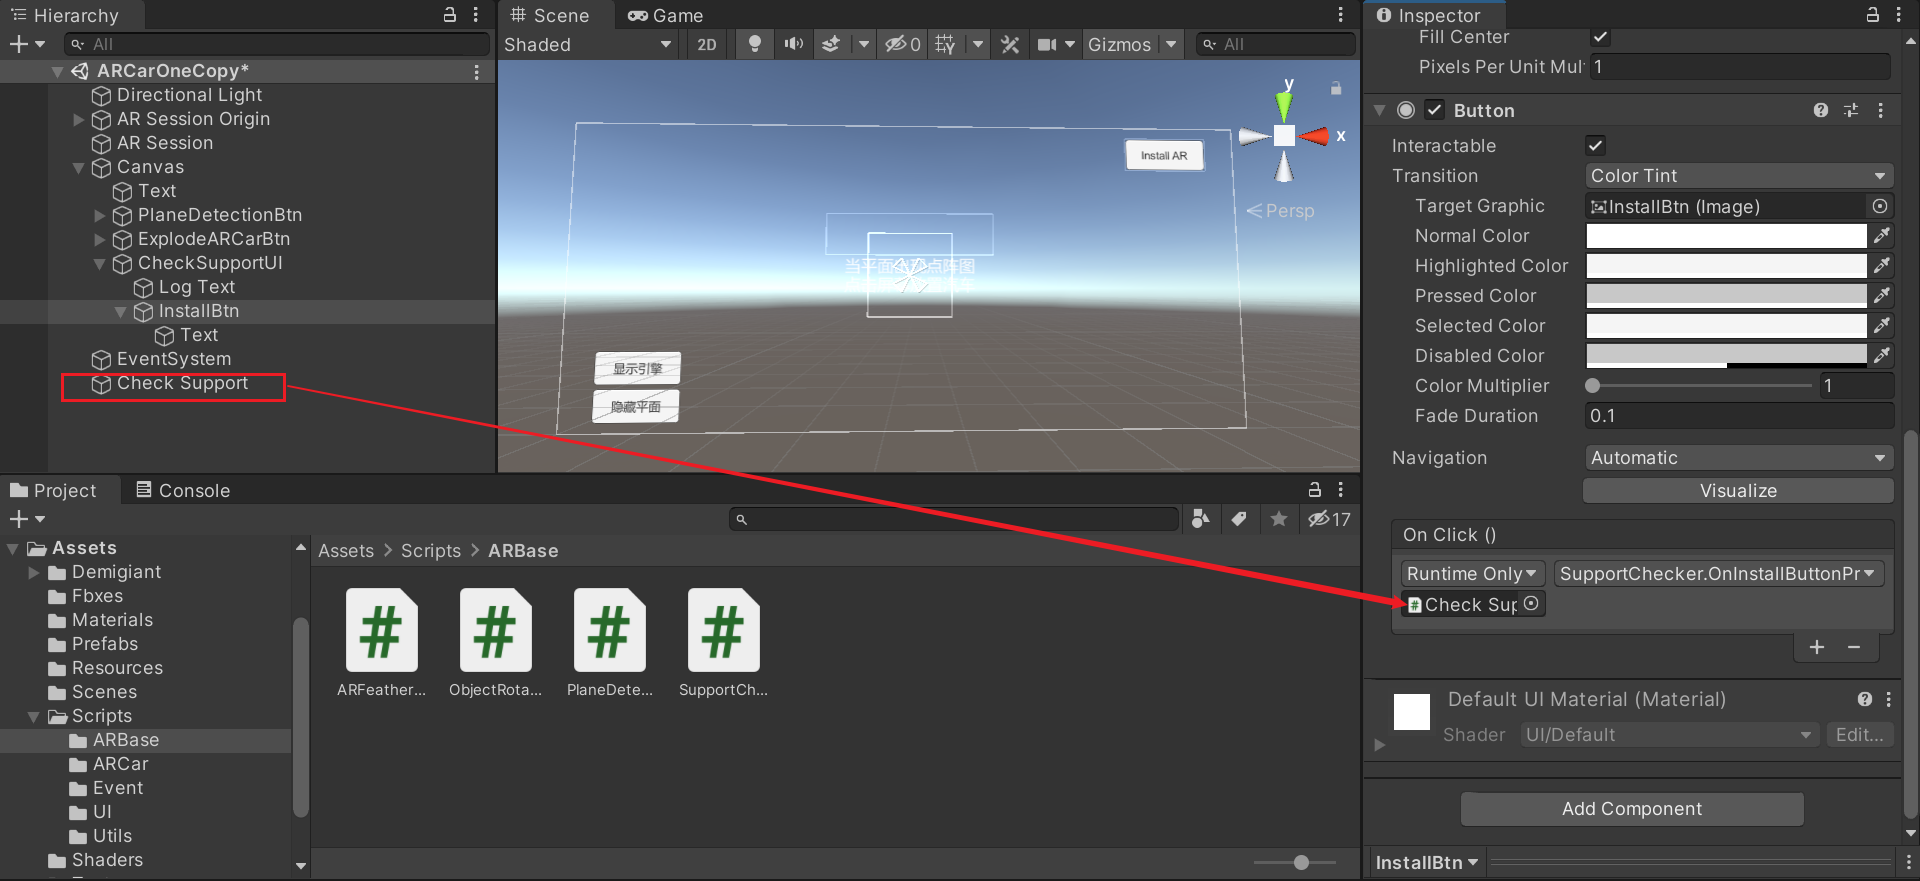 Hierarchy
All
ARCarOneCopy*
Directional Light
AR Session Origin
AR Session
Canvas
Text
PlaneDetectionBtn
ExplodeARCarBtn
CheckSupportUI
Log Text
InstallBtn
Text
EventSystem
Check Support
Scene
Game
Shaded
2D
0
Gizmos
All
y
x
Persp
Install AR
当平面出现点阵图
显示引擎
隐藏平面
Project
Console
17
Assets
Demigiant
Fbxes
Materials
Prefabs
Resources
Scenes
Scripts
ARBase
ARCar
Event
UI
Utils
Shaders
Assets > Scripts > ARBase
ARFeather...
ObjectRota...
PlaneDete...
SupportCh...
Inspector
Fill Center
Pixels Per Unit Mul 1
Button
Interactable
Transition Color Tint
Target Graphic InstallBtn (Image)
Normal Color
Highlighted Color
Pressed Color
Selected Color
Disabled Color
Color Multiplier 1
Fade Duration 0.1
Navigation Automatic
Visualize
On Click ()
Runtime Only SupportChecker.OnInstallButtonPr
Check Sup
Default UI Material (Material)
Shader UI/Default Edit...
Add Component
InstallBtn